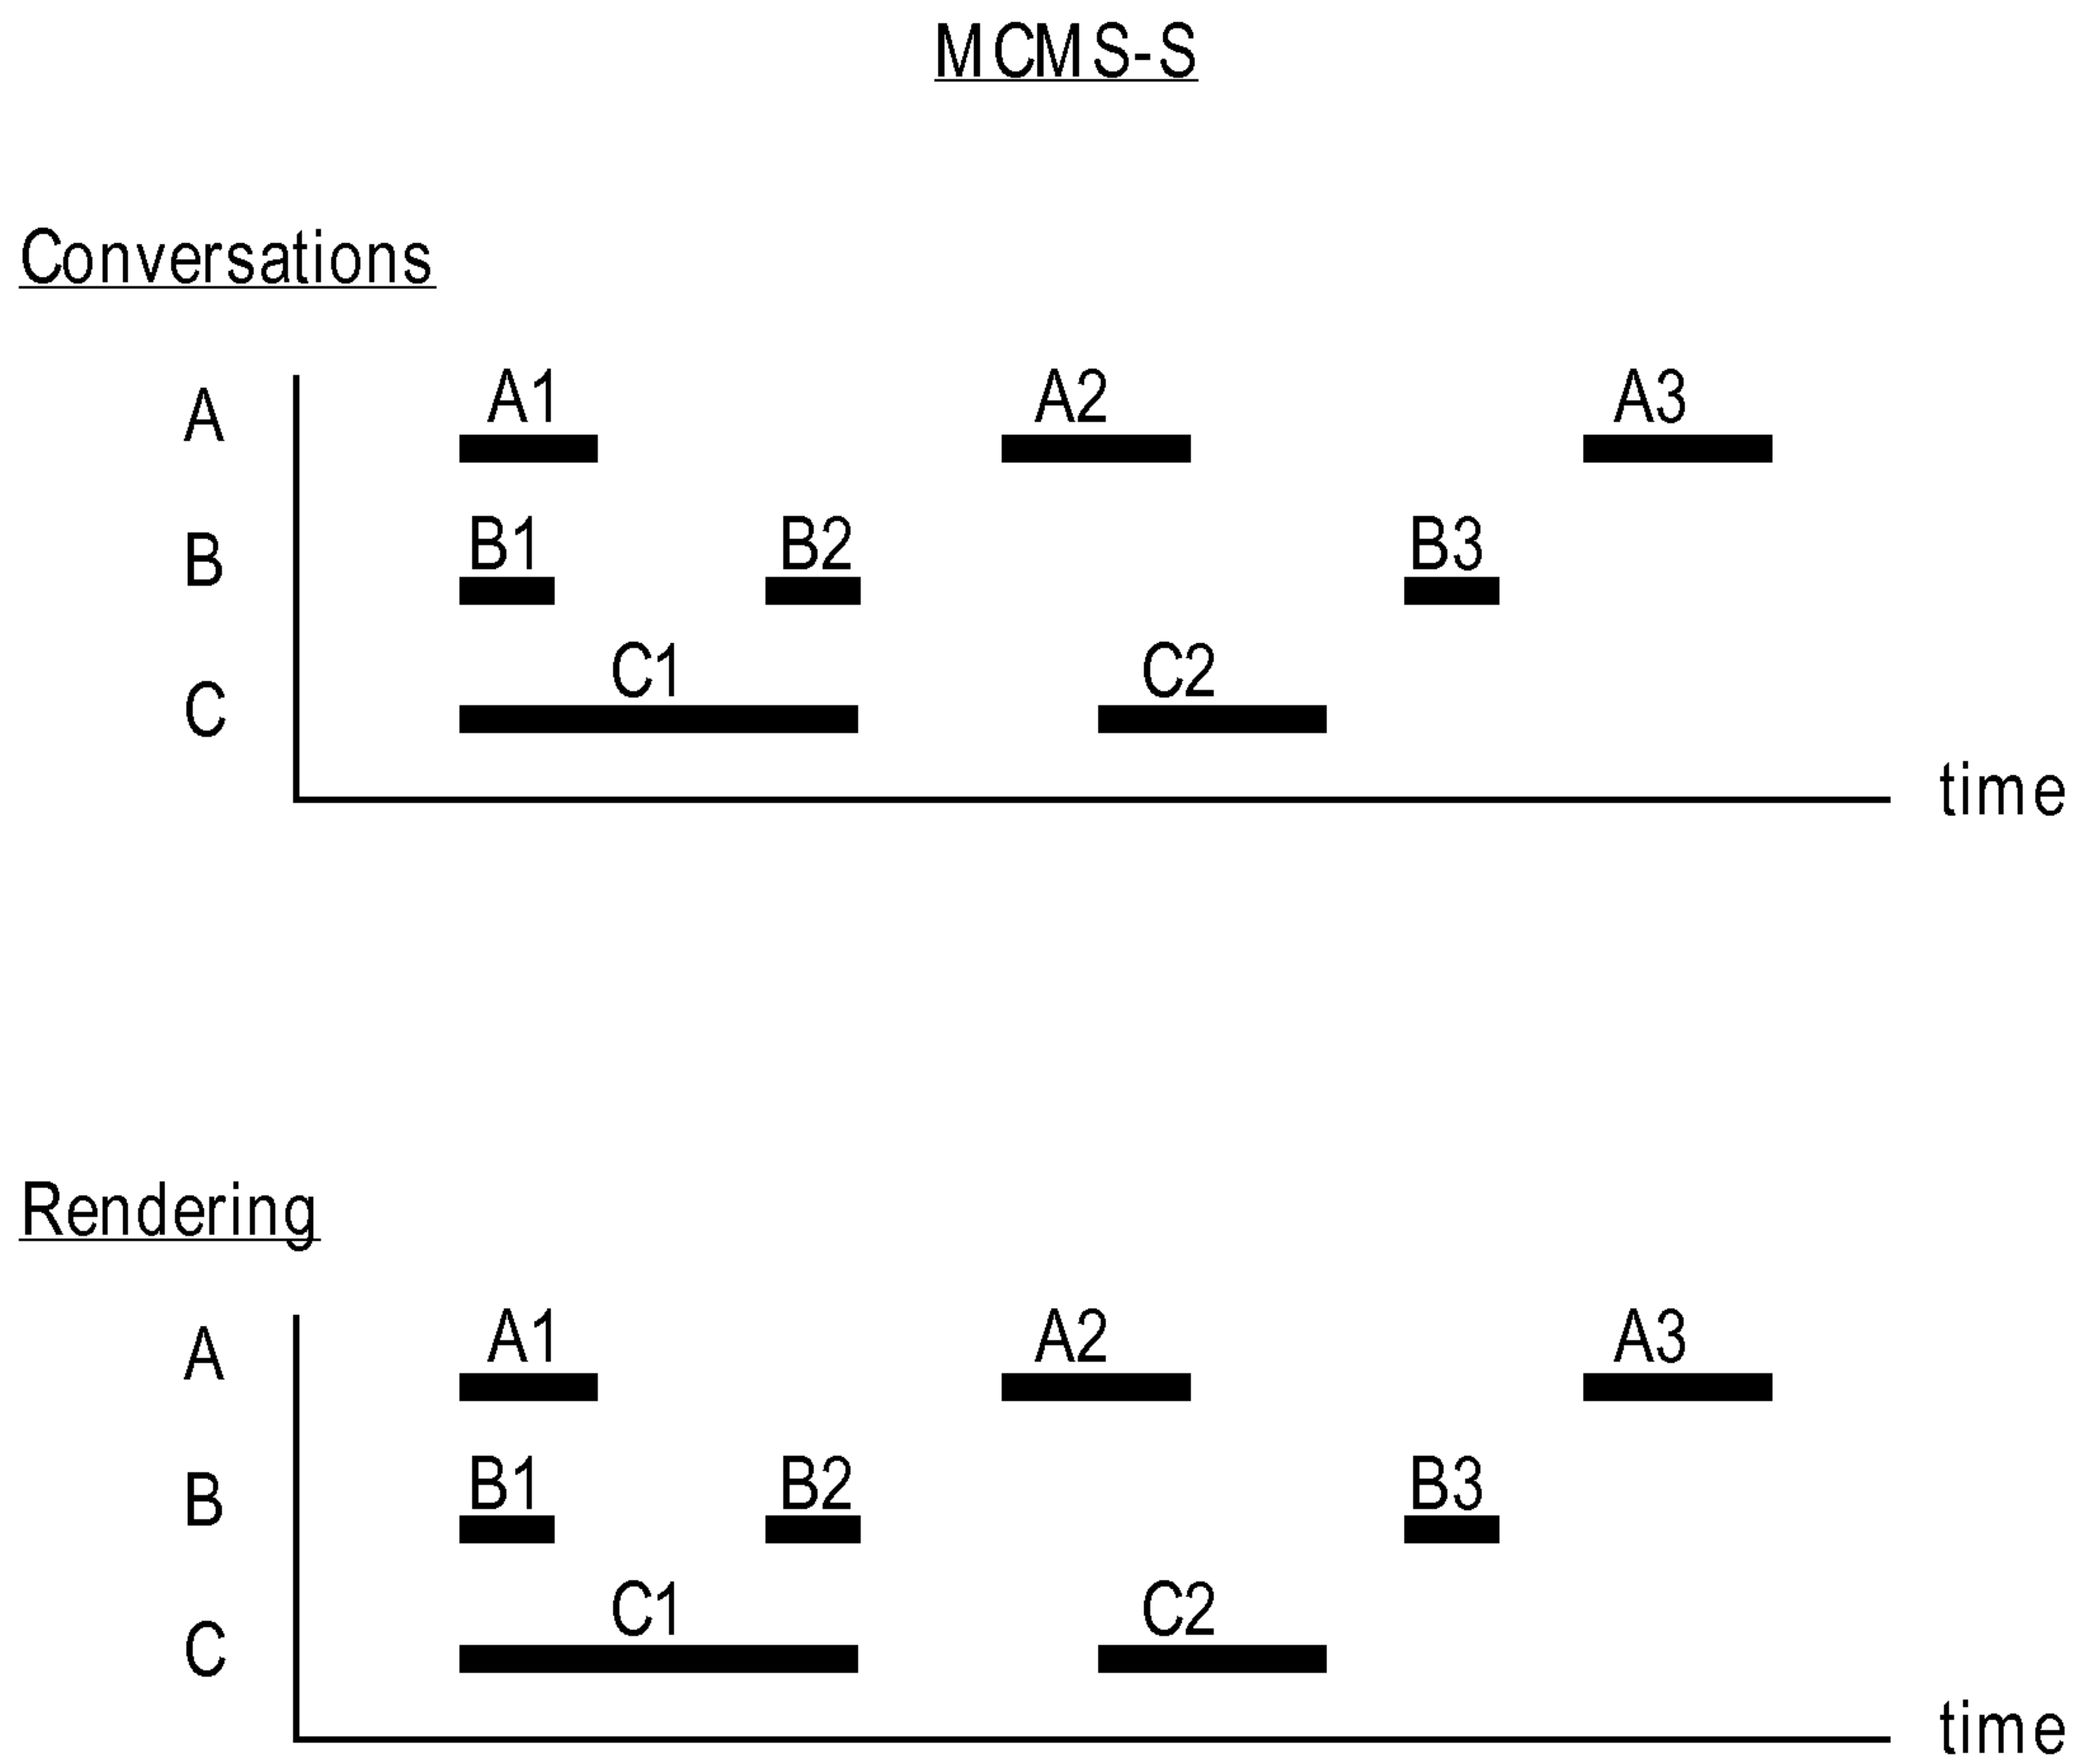 MCMS-S
Conversations
A A1 A2 A3
B B1 B2 B3
C C1 C2
time
Rendering
A A1 A2 A3
B B1 B2 B3
C C1 C2
time